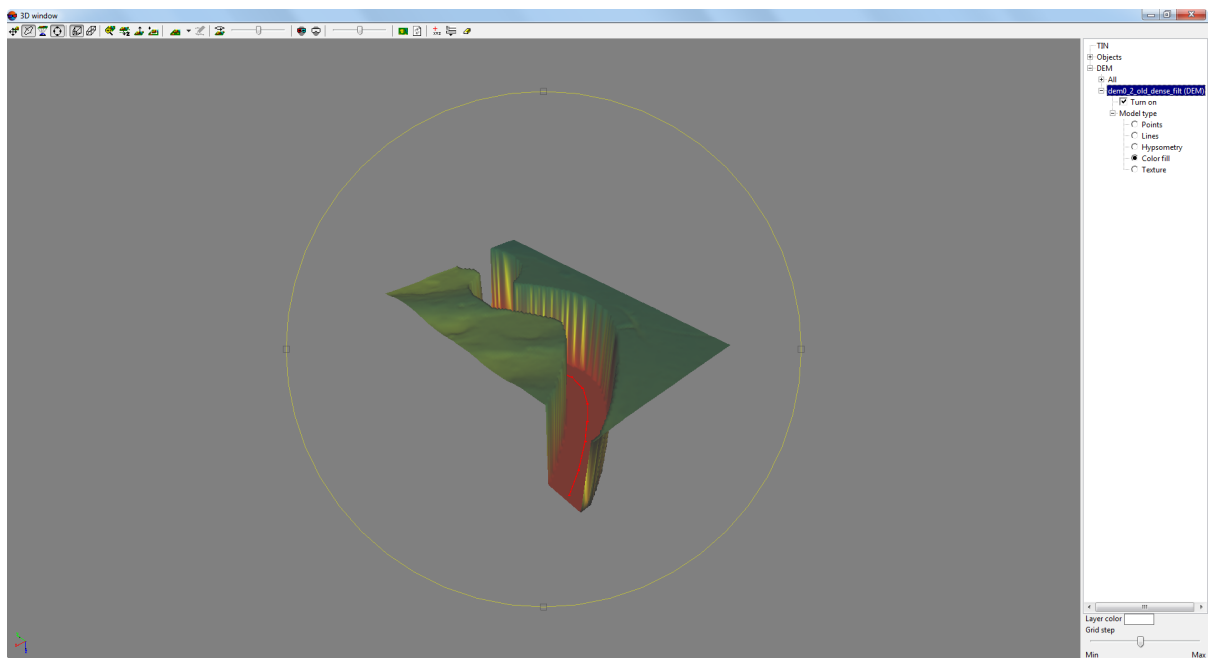 3D window
TIN
Objects
DEM
All
dem0_2_old_dense_filt (DEM)
Turn on
Model type
Points
Lines
Hypsometry
Color fill
Texture
Layer color
Grid step
Min Max